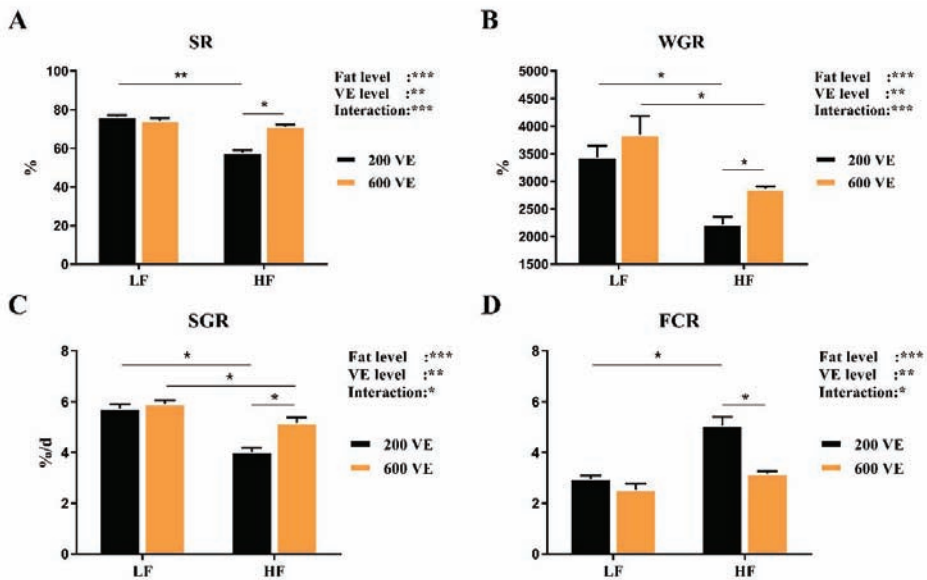 A
SR
**
*
Fat level :***
VE level :**
Interaction:***
200 VE
600 VE
100
80
60
40
20
0
%
LF
HF
B
WGR
*
*
*
Fat level :***
VE level :**
Interaction:***
200 VE
600 VE
5000
4500
4000
3500
3000
2500
2000
1500
%
LF
HF
C
SGR
*
*
*
Fat level :***
VE level :**
Interaction:*
200 VE
600 VE
8
6
4
2
0
%/d
LF
HF
D
FCR
*
*
Fat level :***
VE level :**
Interaction:*
200 VE
600 VE
8
6
4
2
0
LF
HF